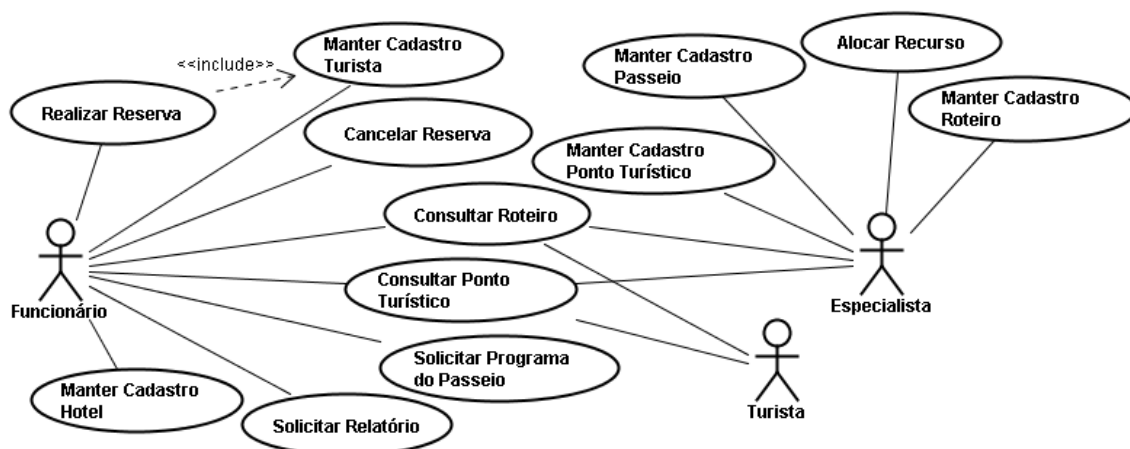 Manter Cadastro
Turista
<<include>>
Realizar Reserva
Cancelar Reserva
Manter Cadastro
Passeio
Alocar Recurso
Manter Cadastro
Roteiro
Manter Cadastro
Ponto Turístico
Consultar Roteiro
Consultar Ponto
Turístico
Funcionário
Especialista
Solicitar Programa
do Passeio
Turista
Manter Cadastro
Hotel
Solicitar Relatório